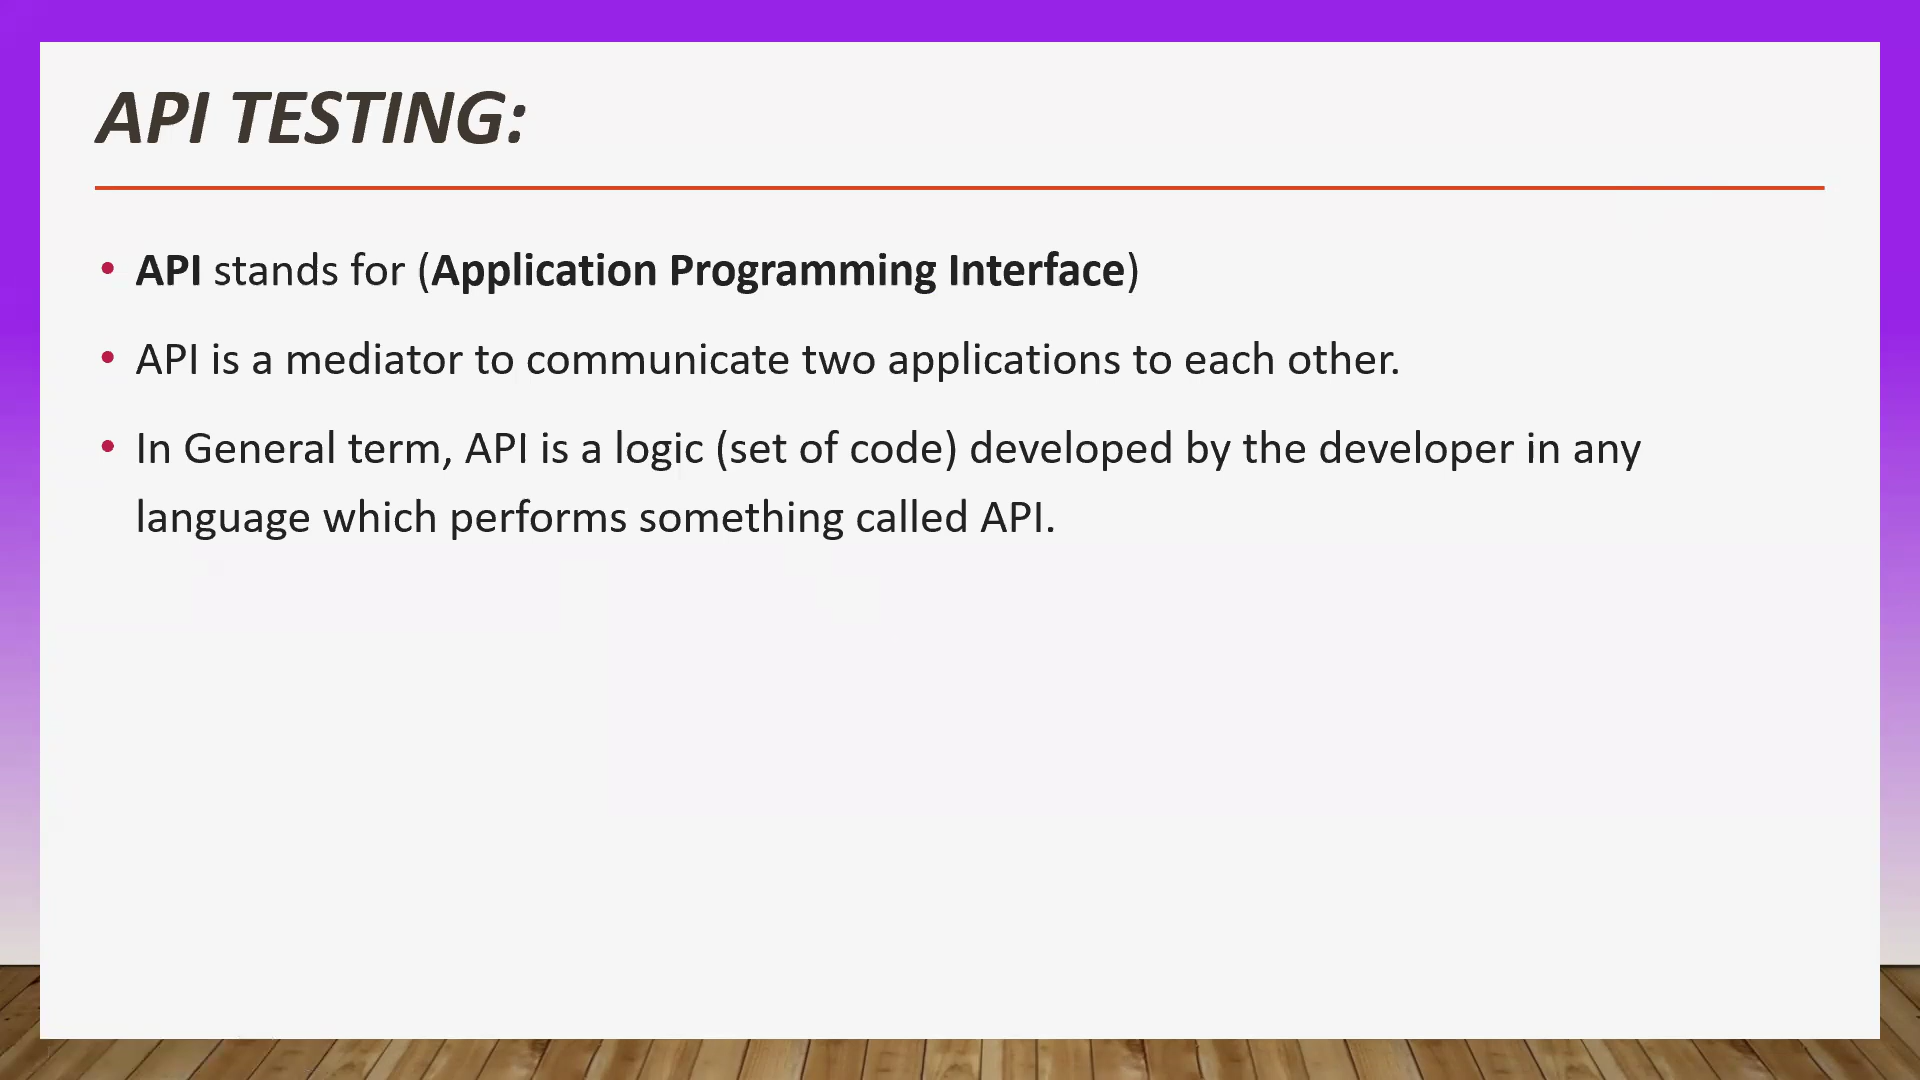 API TESTING:
• API stands for (Application Programming Interface)
• API is a mediator to communicate two applications to each other.
• In General term, API is a logic (set of code) developed by the developer in any
language which performs something called API.